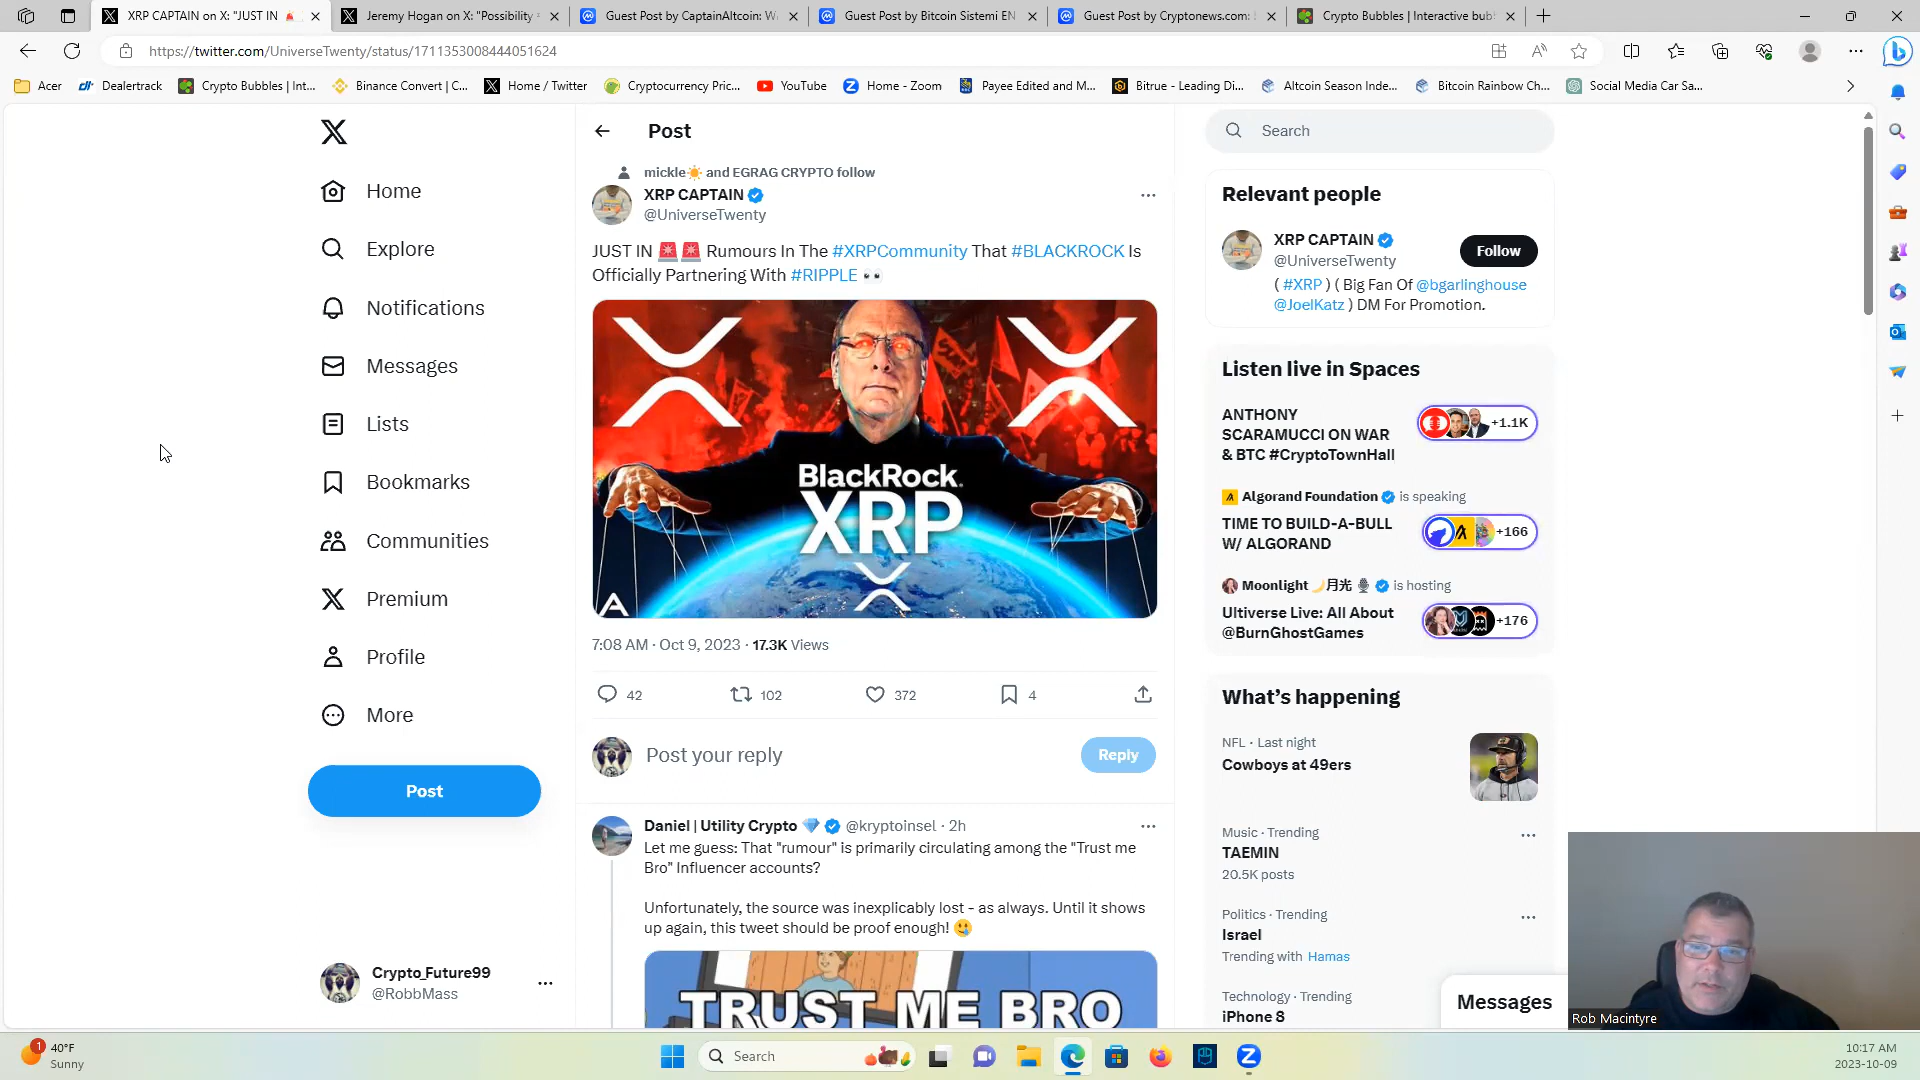 XRP CAPTAIN on X: "JUST IN 🚨
Jeremy Hogan on X: "Possibility
Guest Post by CaptainAltcoin: W
Guest Post by Bitcoin Sistemi EN
Guest Post by Cryptonews.com:
Crypto Bubbles | Interactive bub
https://twitter.com/UniverseTwenty/status/1711353008444051624
Acer
Dealertrack
Crypto Bubbles | Int...
Binance Convert | C...
Home / Twitter
Cryptocurrency Pric...
YouTube
Home - Zoom
Payee Edited and M...
Bitrue - Leading Di...
Altcoin Season Inde...
Bitcoin Rainbow Ch...
Social Media Car Sa...
Home
Explore
Notifications
Messages
Lists
Bookmarks
Communities
Premium
Profile
More
Post
Crypto_Future99
@RobbMass
Post
mickle☀️ and EGRAG CRYPTO follow
XRP CAPTAIN
@UniverseTwenty
JUST IN 🚨🚨 Rumours In The #XRPCommunity That #BLACKROCK Is
Officially Partnering With #RIPPLE 👀
BlackRock.
XRP
7:08 AM · Oct 9, 2023 · 17.3K Views
42
102
372
4
Post your reply
Reply
Daniel | Utility Crypto 💎 @kryptoinsel · 2h
Let me guess: That "rumour" is primarily circulating among the "Trust me
Bro" Influencer accounts?
Unfortunately, the source was inexplicably lost - as always. Until it shows
up again, this tweet should be proof enough! 🥲
TRUST ME BRO
Search
Relevant people
XRP CAPTAIN
@UniverseTwenty
Follow
( #XRP ) ( Big Fan Of @bgarlinghouse
@JoelKatz ) DM For Promotion.
Listen live in Spaces
ANTHONY
SCARAMUCCI ON WAR
& BTC #CryptoTownHall
+1.1K
Algorand Foundation is speaking
TIME TO BUILD-A-BULL
W/ ALGORAND
+166
Moonlight 🌙月光 🎙 is hosting
Ultiverse Live: All About
@BurnGhostGames
+176
What's happening
NFL · Last night
Cowboys at 49ers
Music · Trending
TAEMIN
20.5K posts
Politics · Trending
Israel
Trending with Hamas
Technology · Trending
iPhone 8
Messages
Rob Macintyre
1
40°F
Sunny
Search
10:17 AM
2023-10-09